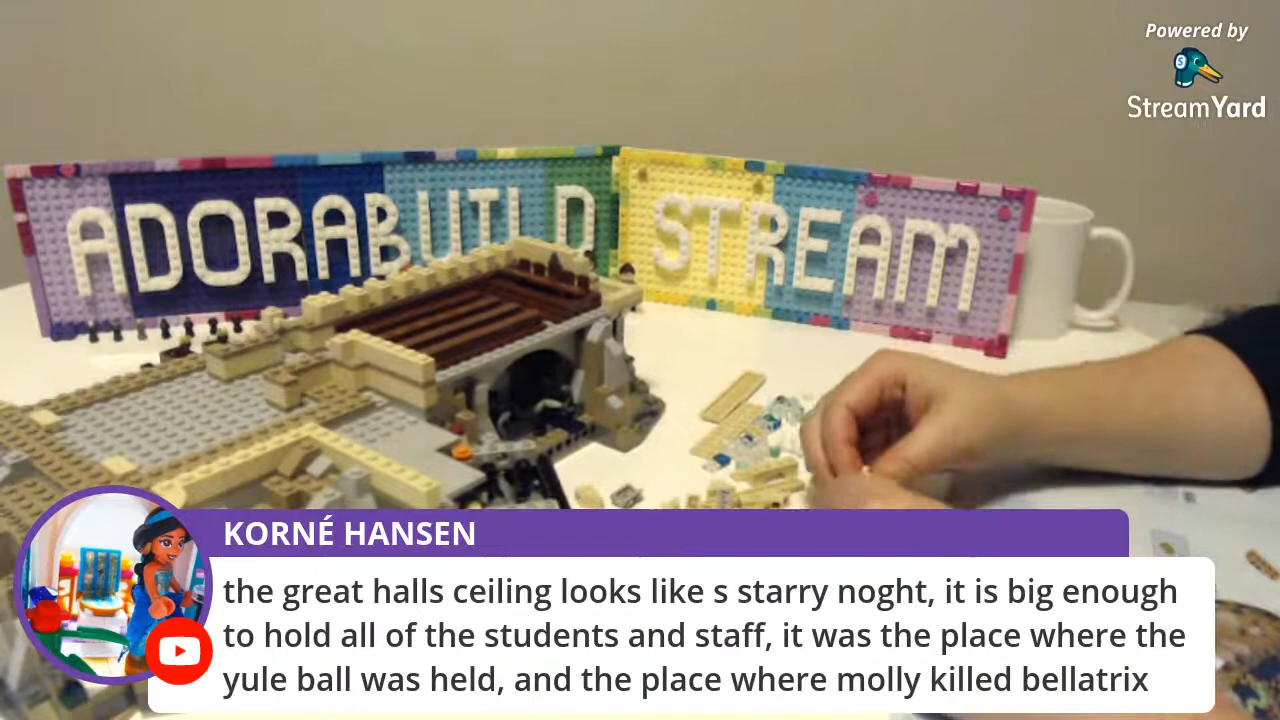 Powered by
StreamYard
ADORABUILD STREAM
KORNÉ HANSEN
the great halls ceiling looks like s starry noght, it is big enough
to hold all of the students and staff, it was the place where the
yule ball was held, and the place where molly killed bellatrix